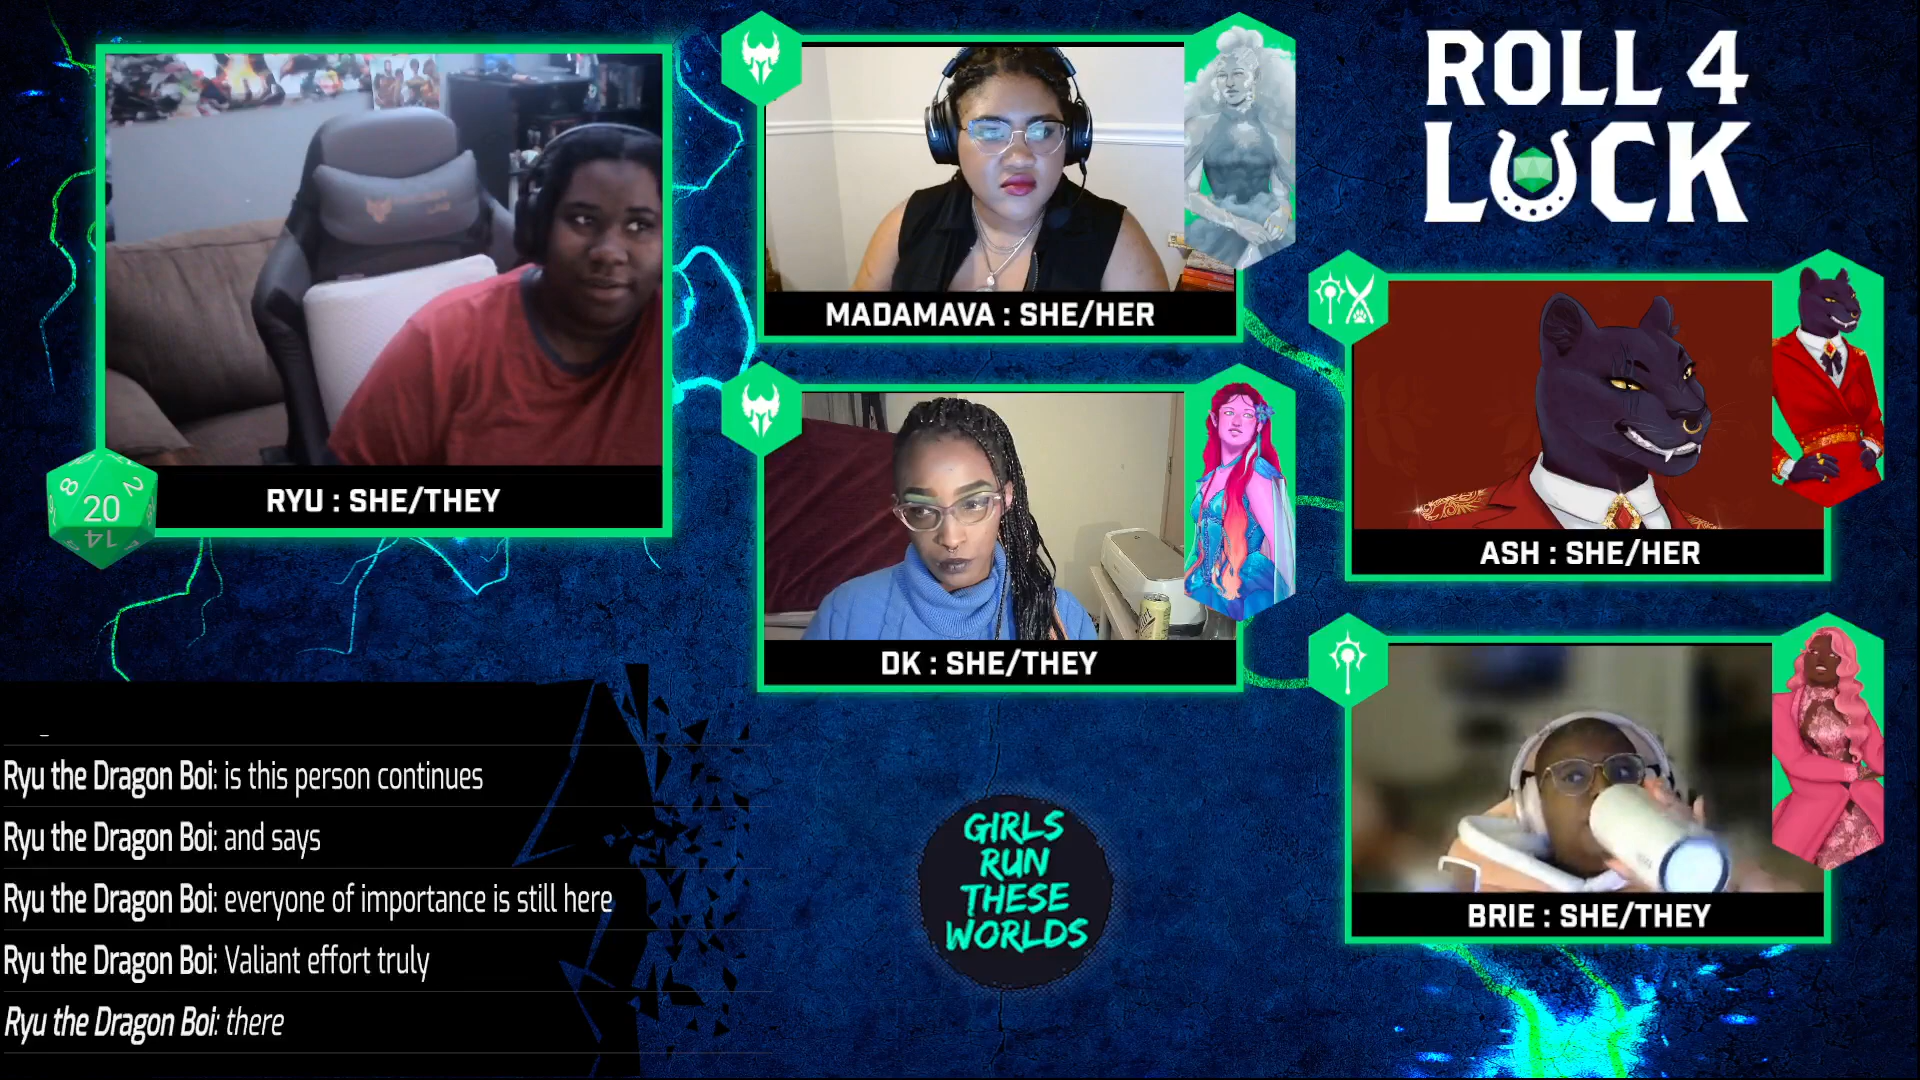 ROLL 4
LUCK
RYU : SHE/THEY
20
8
2
14
MADAMAVA : SHE/HER
DK : SHE/THEY
ASH : SHE/HER
BRIE : SHE/THEY
Ryu the Dragon Boi: is this person continues
Ryu the Dragon Boi: and says
Ryu the Dragon Boi: everyone of importance is still here
Ryu the Dragon Boi: Valiant effort truly
Ryu the Dragon Boi: there
GIRLS
RUN
THESE
WORLDS